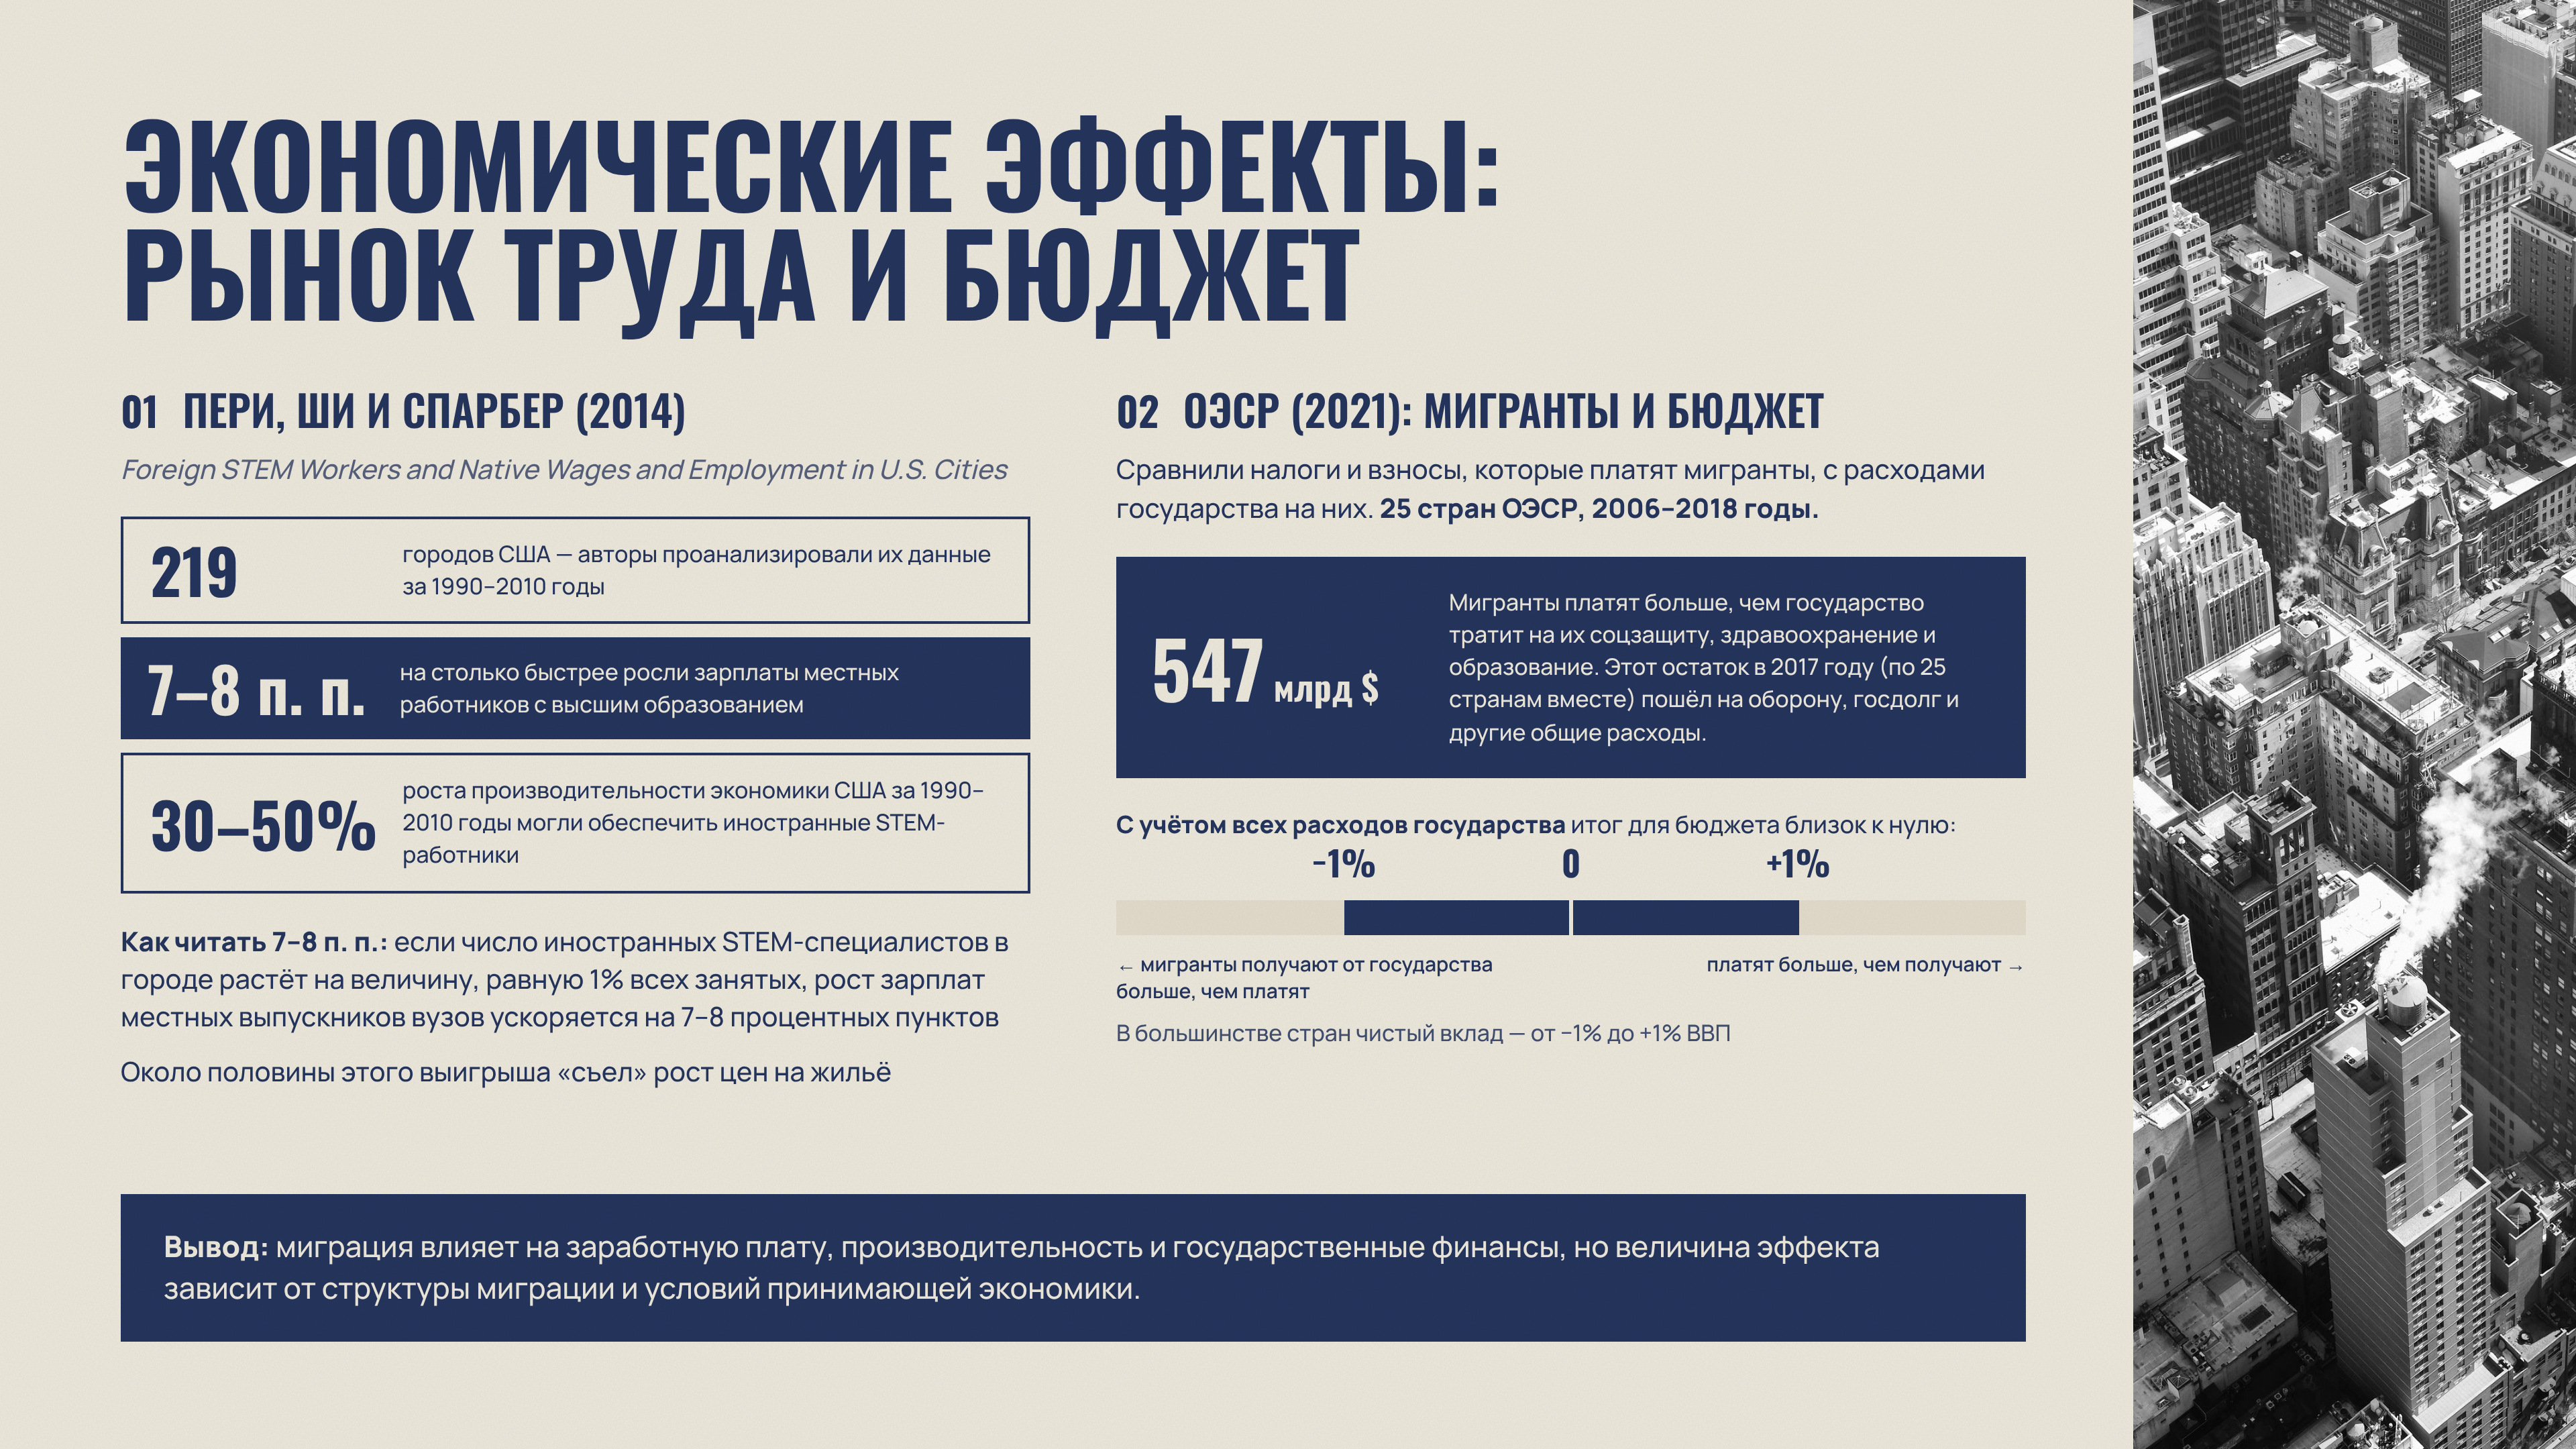 ЭКОНОМИЧЕСКИЕ ЭФФЕКТЫ:
РЫНОК ТРУДА И БЮДЖЕТ
01 ПЕРИ, ШИ И СПАРБЕР (2014)
Foreign STEM Workers and Native Wages and Employment in U.S. Cities
219
городов США — авторы проанализировали их данные
за 1990–2010 годы
7–8 п. п.
на столько быстрее росли зарплаты местных
работников с высшим образованием
30–50%
роста производительности экономики США за 1990–
2010 годы могли обеспечить иностранные STEM-
работники
Как читать 7–8 п. п.: если число иностранных STEM-специалистов в
городе растёт на величину, равную 1% всех занятых, рост зарплат
местных выпускников вузов ускоряется на 7–8 процентных пунктов
Около половины этого выигрыша «съел» рост цен на жильё
02 ОЭСР (2021): МИГРАНТЫ И БЮДЖЕТ
Сравнили налоги и взносы, которые платят мигранты, с расходами
государства на них. 25 стран ОЭСР, 2006–2018 годы.
547 млрд $
Мигранты платят больше, чем государство
тратит на их соцзащиту, здравоохранение и
образование. Этот остаток в 2017 году (по 25
странам вместе) пошёл на оборону, госдолг и
другие общие расходы.
С учётом всех расходов государства итог для бюджета близок к нулю:
−1% 0 +1%
← мигранты получают от государства
больше, чем платят
платят больше, чем получают →
В большинстве стран чистый вклад — от −1% до +1% ВВП
Вывод: миграция влияет на заработную плату, производительность и государственные финансы, но величина эффекта
зависит от структуры миграции и условий принимающей экономики.